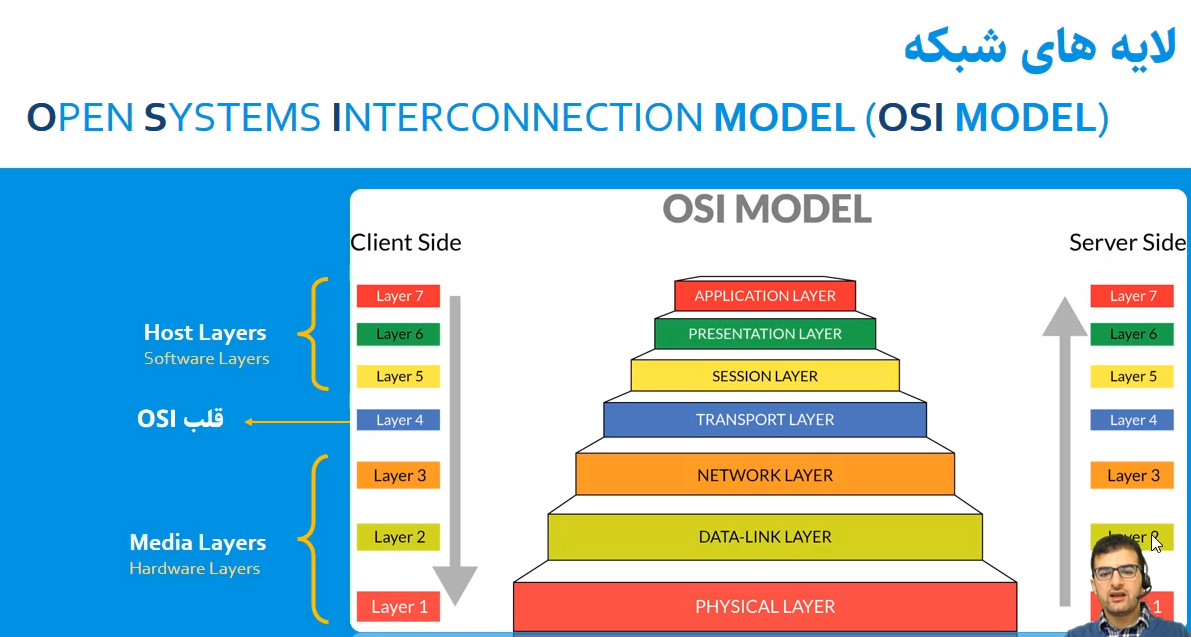 لایه های شبکه
OPEN SYSTEMS INTERCONNECTION MODEL (OSI MODEL)
OSI MODEL
Client Side
Server Side
Layer 7
APPLICATION LAYER
Layer 7
Host Layers
Software Layers
Layer 6
PRESENTATION LAYER
Layer 6
Layer 5
SESSION LAYER
Layer 5
قلب OSI
Layer 4
TRANSPORT LAYER
Layer 4
Layer 3
NETWORK LAYER
Layer 3
Media Layers
Hardware Layers
Layer 2
DATA-LINK LAYER
Layer 1
PHYSICAL LAYER
1